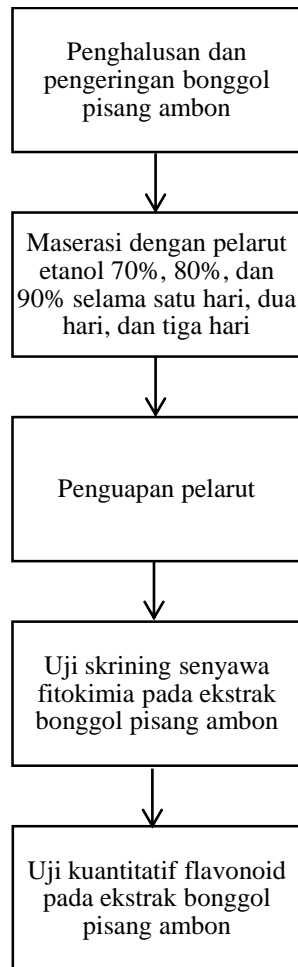 Penghalusan dan
pengeringan bonggol
pisang ambon
Maserasi dengan pelarut
etanol 70%, 80%, dan
90% selama satu hari, dua
hari, dan tiga hari
Penguapan pelarut
Uji skrining senyawa
fitokimia pada ekstrak
bonggol pisang ambon
Uji kuantitatif flavonoid
pada ekstrak bonggol
pisang ambon